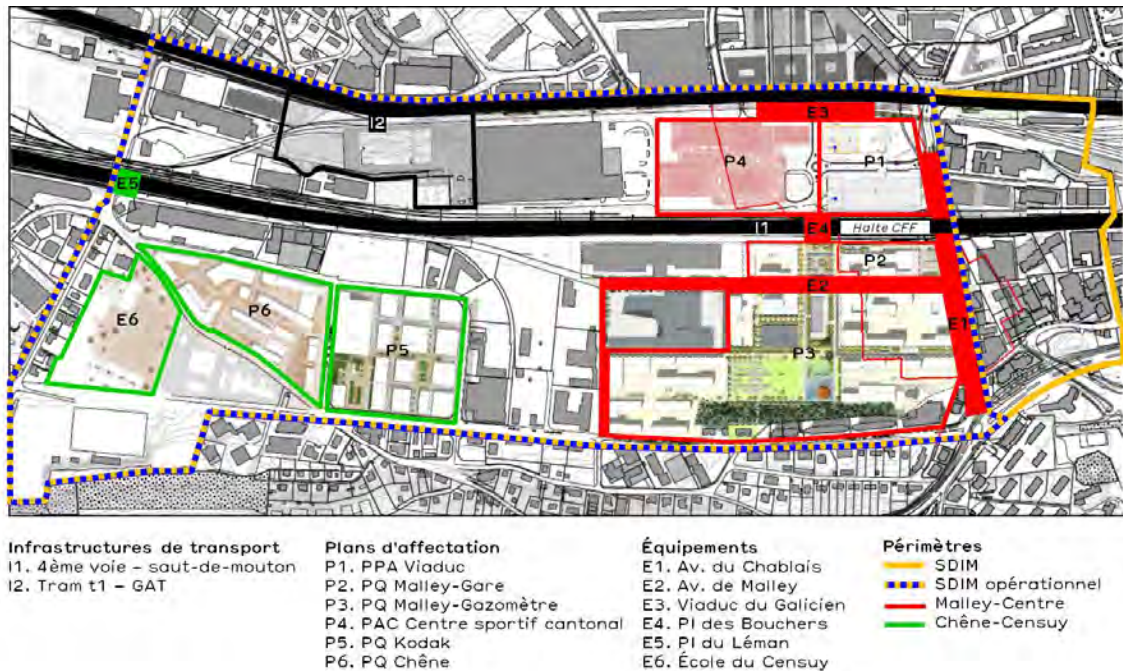 I2
E3
P4
P1
E5
I1
E4
Halte CFF
P2
E2
E6
P6
P5
P3
E1
Infrastructures de transport
I1. 4ème voie – saut-de-mouton
I2. Tram t1 – GAT
Plans d'affectation
P1. PPA Viaduc
P2. PQ Malley-Gare
P3. PQ Malley-Gazomètre
P4. PAC Centre sportif cantonal
P5. PQ Kodak
P6. PQ Chêne
Équipements
E1. Av. du Chablais
E2. Av. de Malley
E3. Viaduc du Galicien
E4. PI des Bouchers
E5. PI du Léman
E6. École du Censuy
Périmètres
SDIM
SDIM opérationnel
Malley-Centre
Chêne-Censuy